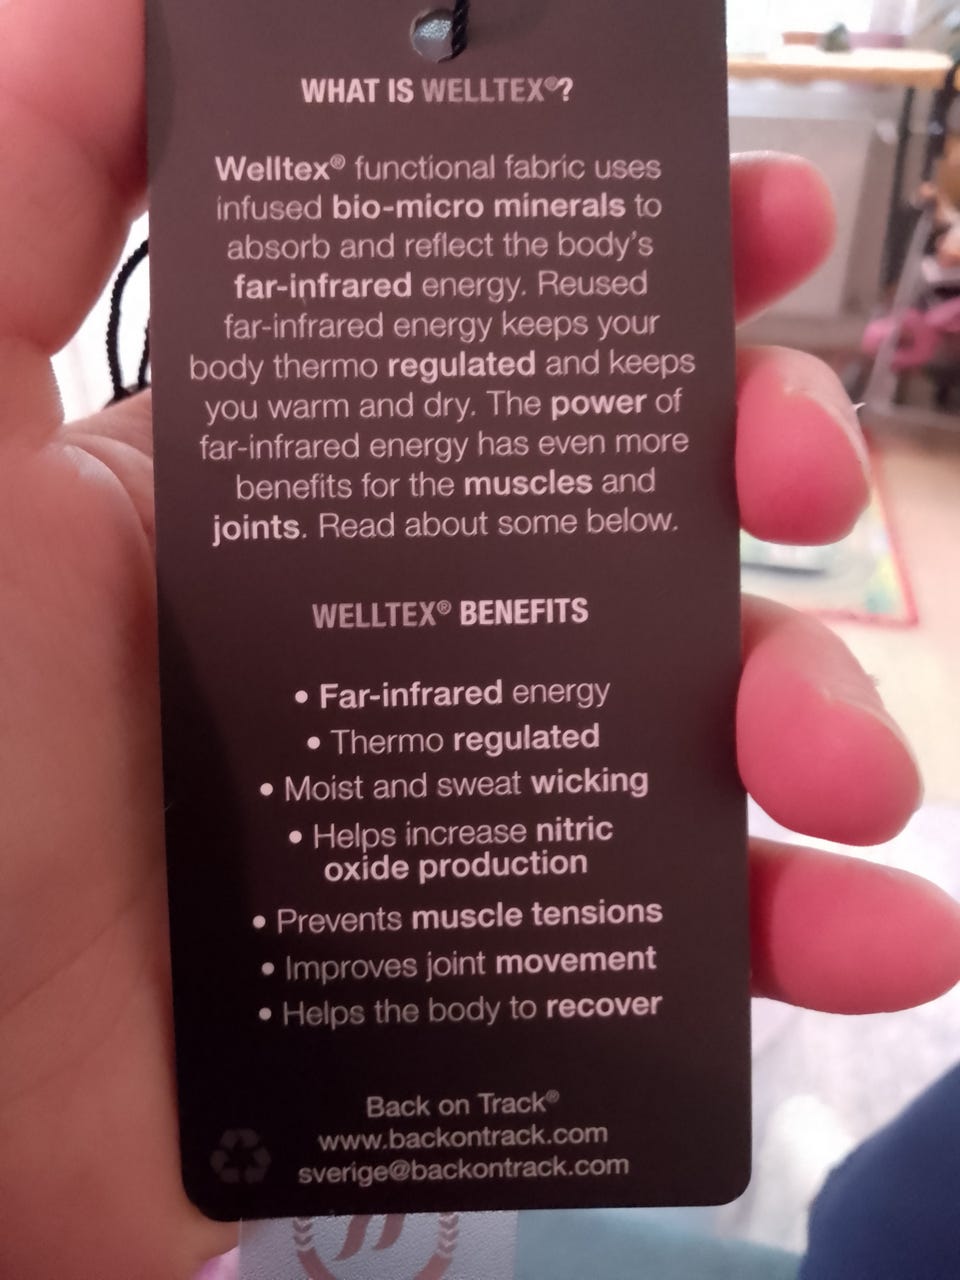 WHAT IS WELLTEX®?
Welltex® functional fabric uses
infused bio-micro minerals to
absorb and reflect the body's
far-infrared energy. Reused
far-infrared energy keeps your
body thermo regulated and keeps
you warm and dry. The power of
far-infrared energy has even more
benefits for the muscles and
joints. Read about some below.
WELLTEX® BENEFITS
• Far-infrared energy
• Thermo regulated
• Moist and sweat wicking
• Helps increase nitric
oxide production
• Prevents muscle tensions
• Improves joint movement
• Helps the body to recover
Back on Track®
www.backontrack.com
sverige@backontrack.com